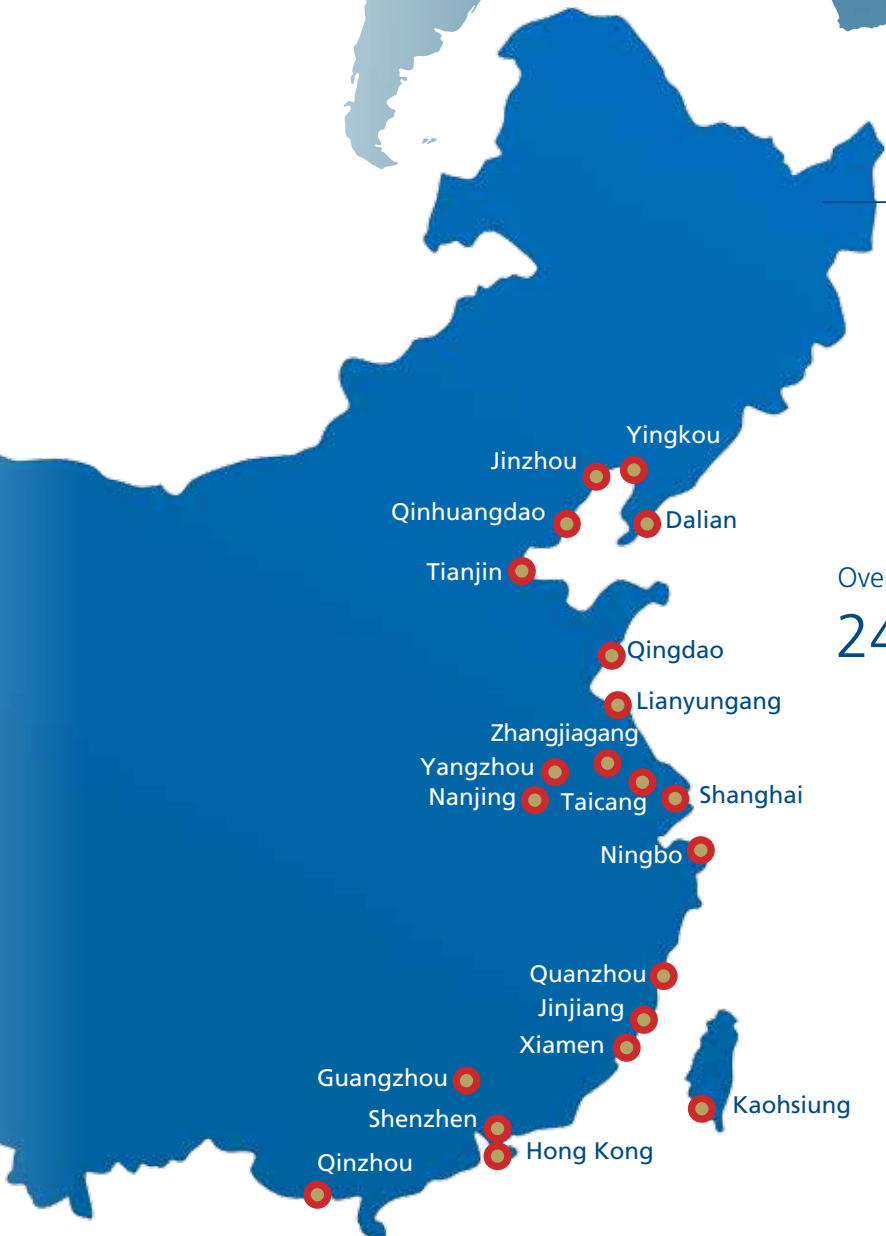 Yingkou
Jinzhou
Qinhuangdao
Dalian
Tianjin
24
Qingdao
Lianyungang
Zhangjiagang
Yangzhou
Nanjing
Taicang
Shanghai
Ningbo
Quanzhou
Jinjiang
Xiamen
Guangzhou
Kaohsiung
Shenzhen
Hong Kong
Qinzhou